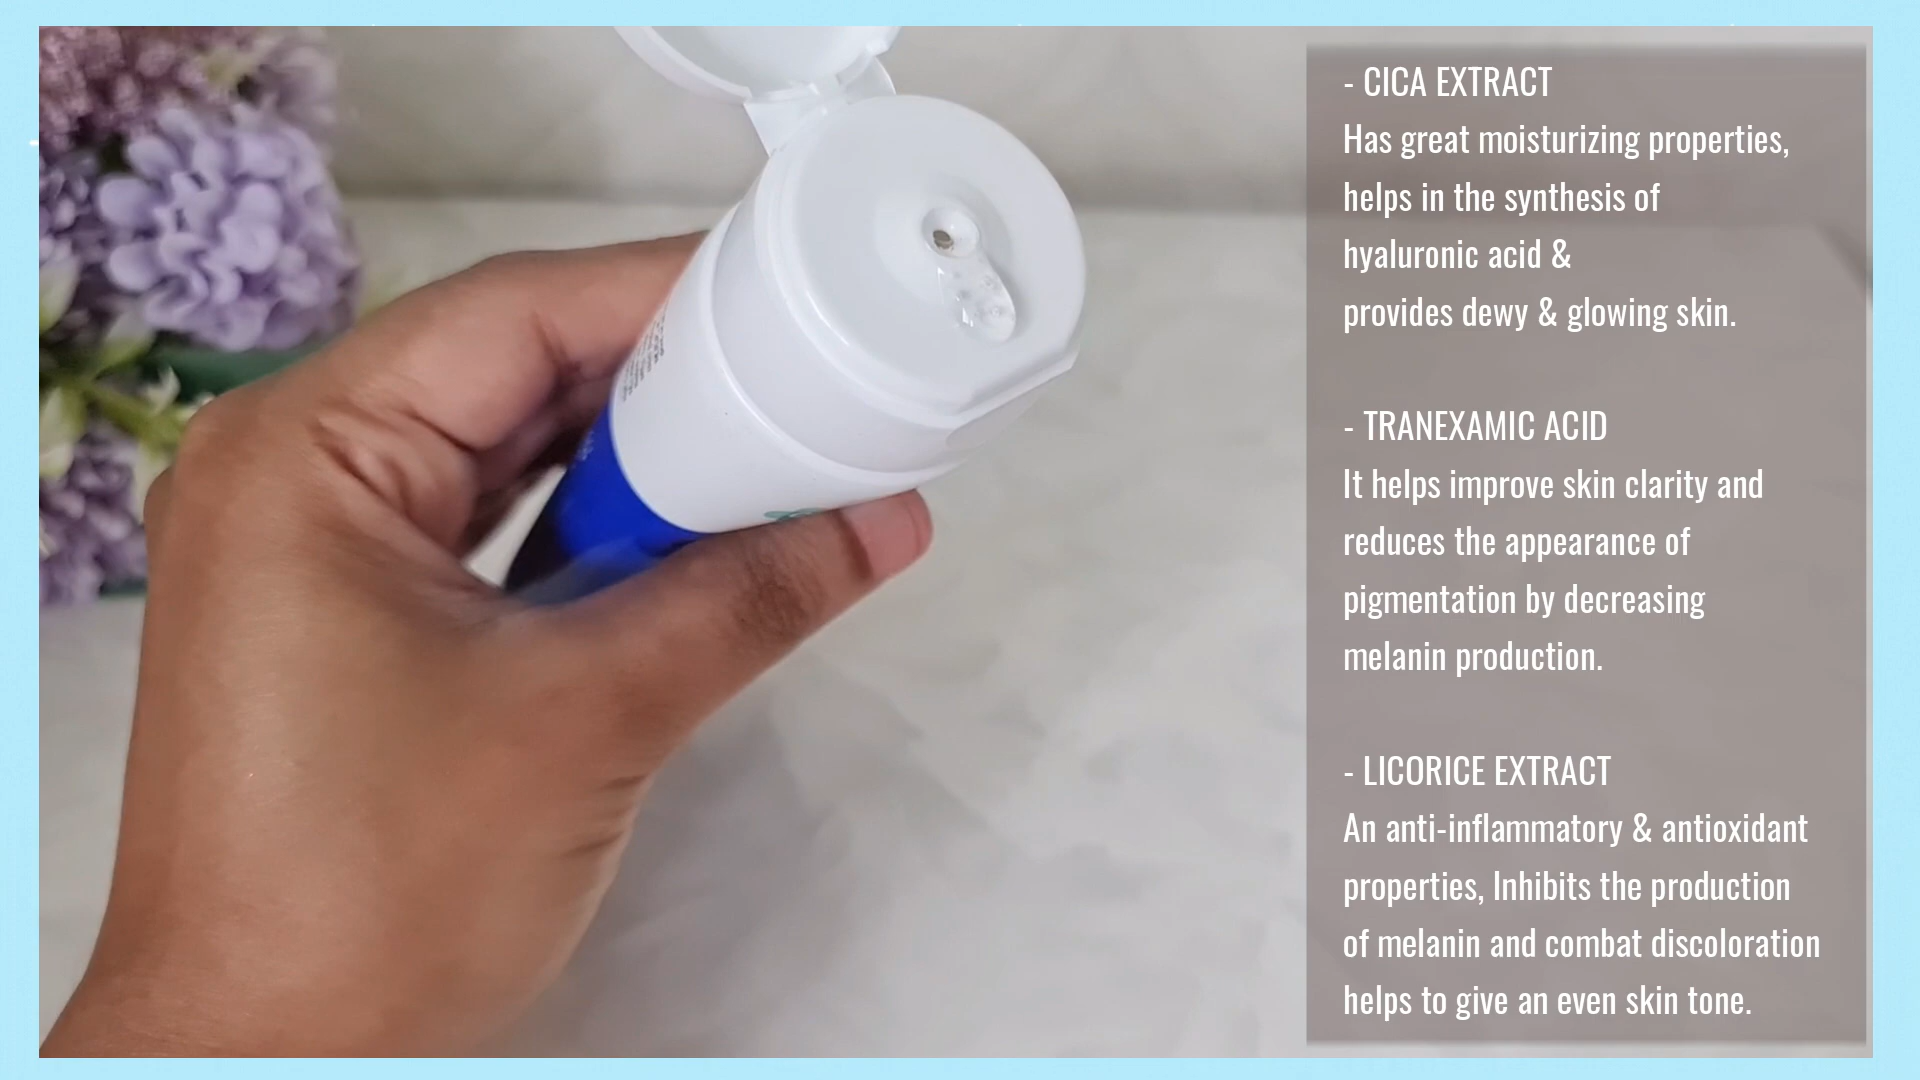 - CICA EXTRACT
Has great moisturizing properties,
helps in the synthesis of
hyaluronic acid &
provides dewy & glowing skin.
- TRANEXAMIC ACID
It helps improve skin clarity and
reduces the appearance of
pigmentation by decreasing
melanin production.
- LICORICE EXTRACT
An anti-inflammatory & antioxidant
properties, Inhibits the production
of melanin and combat discoloration
helps to give an even skin tone.